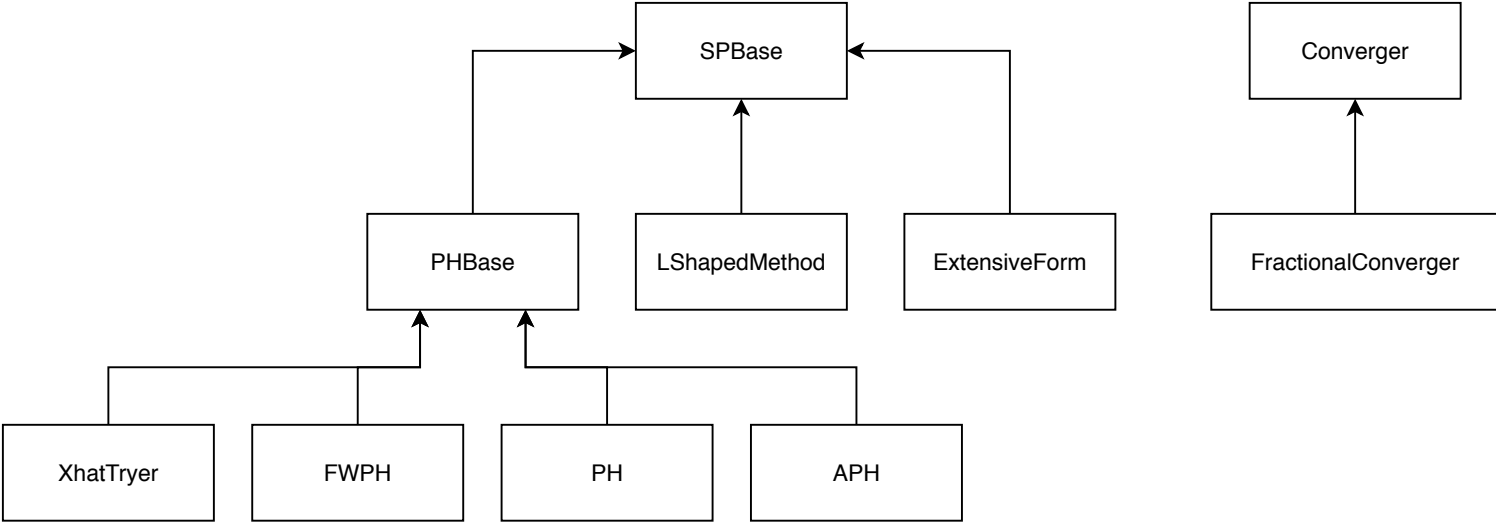 SPBase
Converger
PHBase
LShapedMethod
ExtensiveForm
FractionalConverger
XhatTryer
FWPH
PH
APH